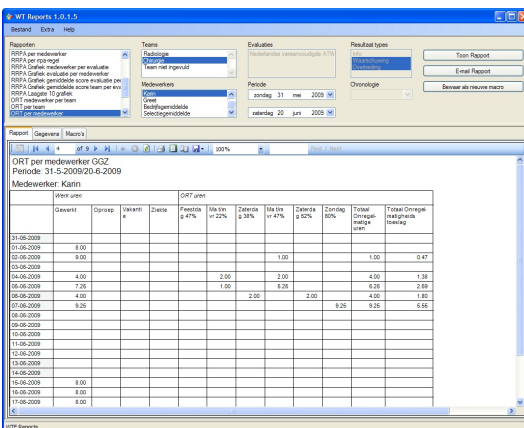 WT Reports 1.0.1.5
Bestand Extra Help
Rapporten
RRPA per medewerker
RRPA per rrpa-regel
RRPA Grafiek medewerker per evaluatie
RRPA Grafiek evaluatie per medewerker
RRPA Grafiek gemiddelde score evaluatie per
RRPA Grafiek gemiddelde score team per eva
RRPA Laagste 10 grafiek
ORT medewerker per team
ORT per team
ORT per medewerker
Teams
Radiologie
Chirurgie
Team niet ingevuld
Medewerkers
Karin
Greet
Bedrijfsgemiddelde
Selectiegemiddelde
Evaluaties
Nederlandse vereenvoudigde ATW
Periode
zondag 31 mei 2009
zaterdag 20 juni 2009
Resultaat types
Info
Waarschuwing
Overtreding
Chronologie
Toon Rapport
E-mail Rapport
Bewaar als nieuwe macro
Rapport Gegevens Macro's
4 of 9 100% Find | Next
ORT per medewerker GGZ
Periode: 31-5-2009/20-6-2009
Medewerker: Karin
Werk uren ORT uren
Gewerkt Oproep Vakantie Ziekte Feestdag 47% Ma t/m vr 22% Ma t/m vr 47% Zaterdag 38% Zaterdag 52% Zondag 60% Totaal Onregelmatige uren Totaal Onregelmatigheids toeslag
31-05-2009
01-06-2009 8.00
02-06-2009 9.00 1.00 1.00 0.47
03-06-2009
04-06-2009 4.00 2.00 2.00 4.00 1.38
05-06-2009 7.25 1.00 5.25 6.25 2.69
06-06-2009 4.00 2.00 2.00 4.00 1.80
07-06-2009 9.25 9.25 9.25 5.55
08-06-2009
09-06-2009
10-06-2009
11-06-2009
12-06-2009
13-06-2009
14-06-2009
15-06-2009 8.00
16-06-2009 8.00
17-06-2009 8.00
WTF Reports